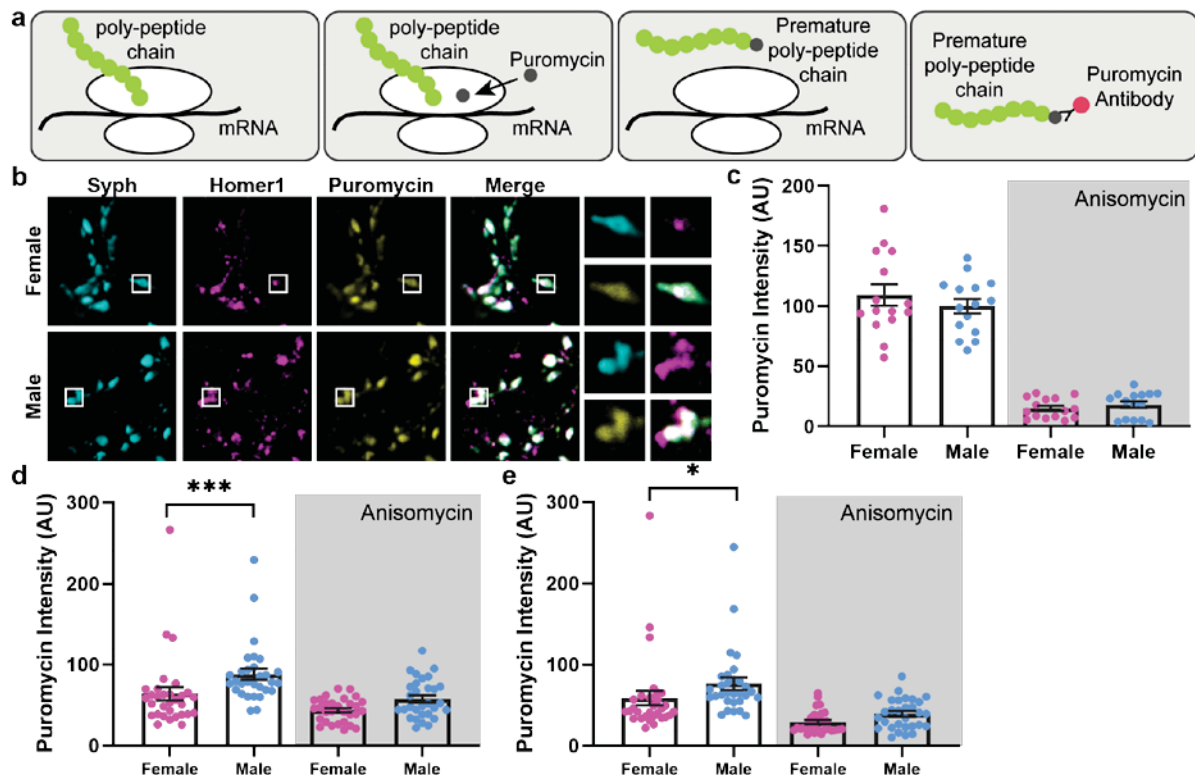 a
poly-peptide
chain
mRNA
poly-peptide
chain
Puromycin
mRNA
Premature
poly-peptide
chain
mRNA
Premature
poly-peptide
chain
Puromycin
Antibody
b
Syph Homer1 Puromycin Merge
Female
Male
c
Puromycin Intensity (AU)
200
150
100
50
0
Anisomycin
Female Male Female Male
d
Puromycin Intensity (AU)
300
200
100
0
***
Anisomycin
Female Male Female Male
e
Puromycin Intensity (AU)
300
200
100
0
*
Anisomycin
Female Male Female Male